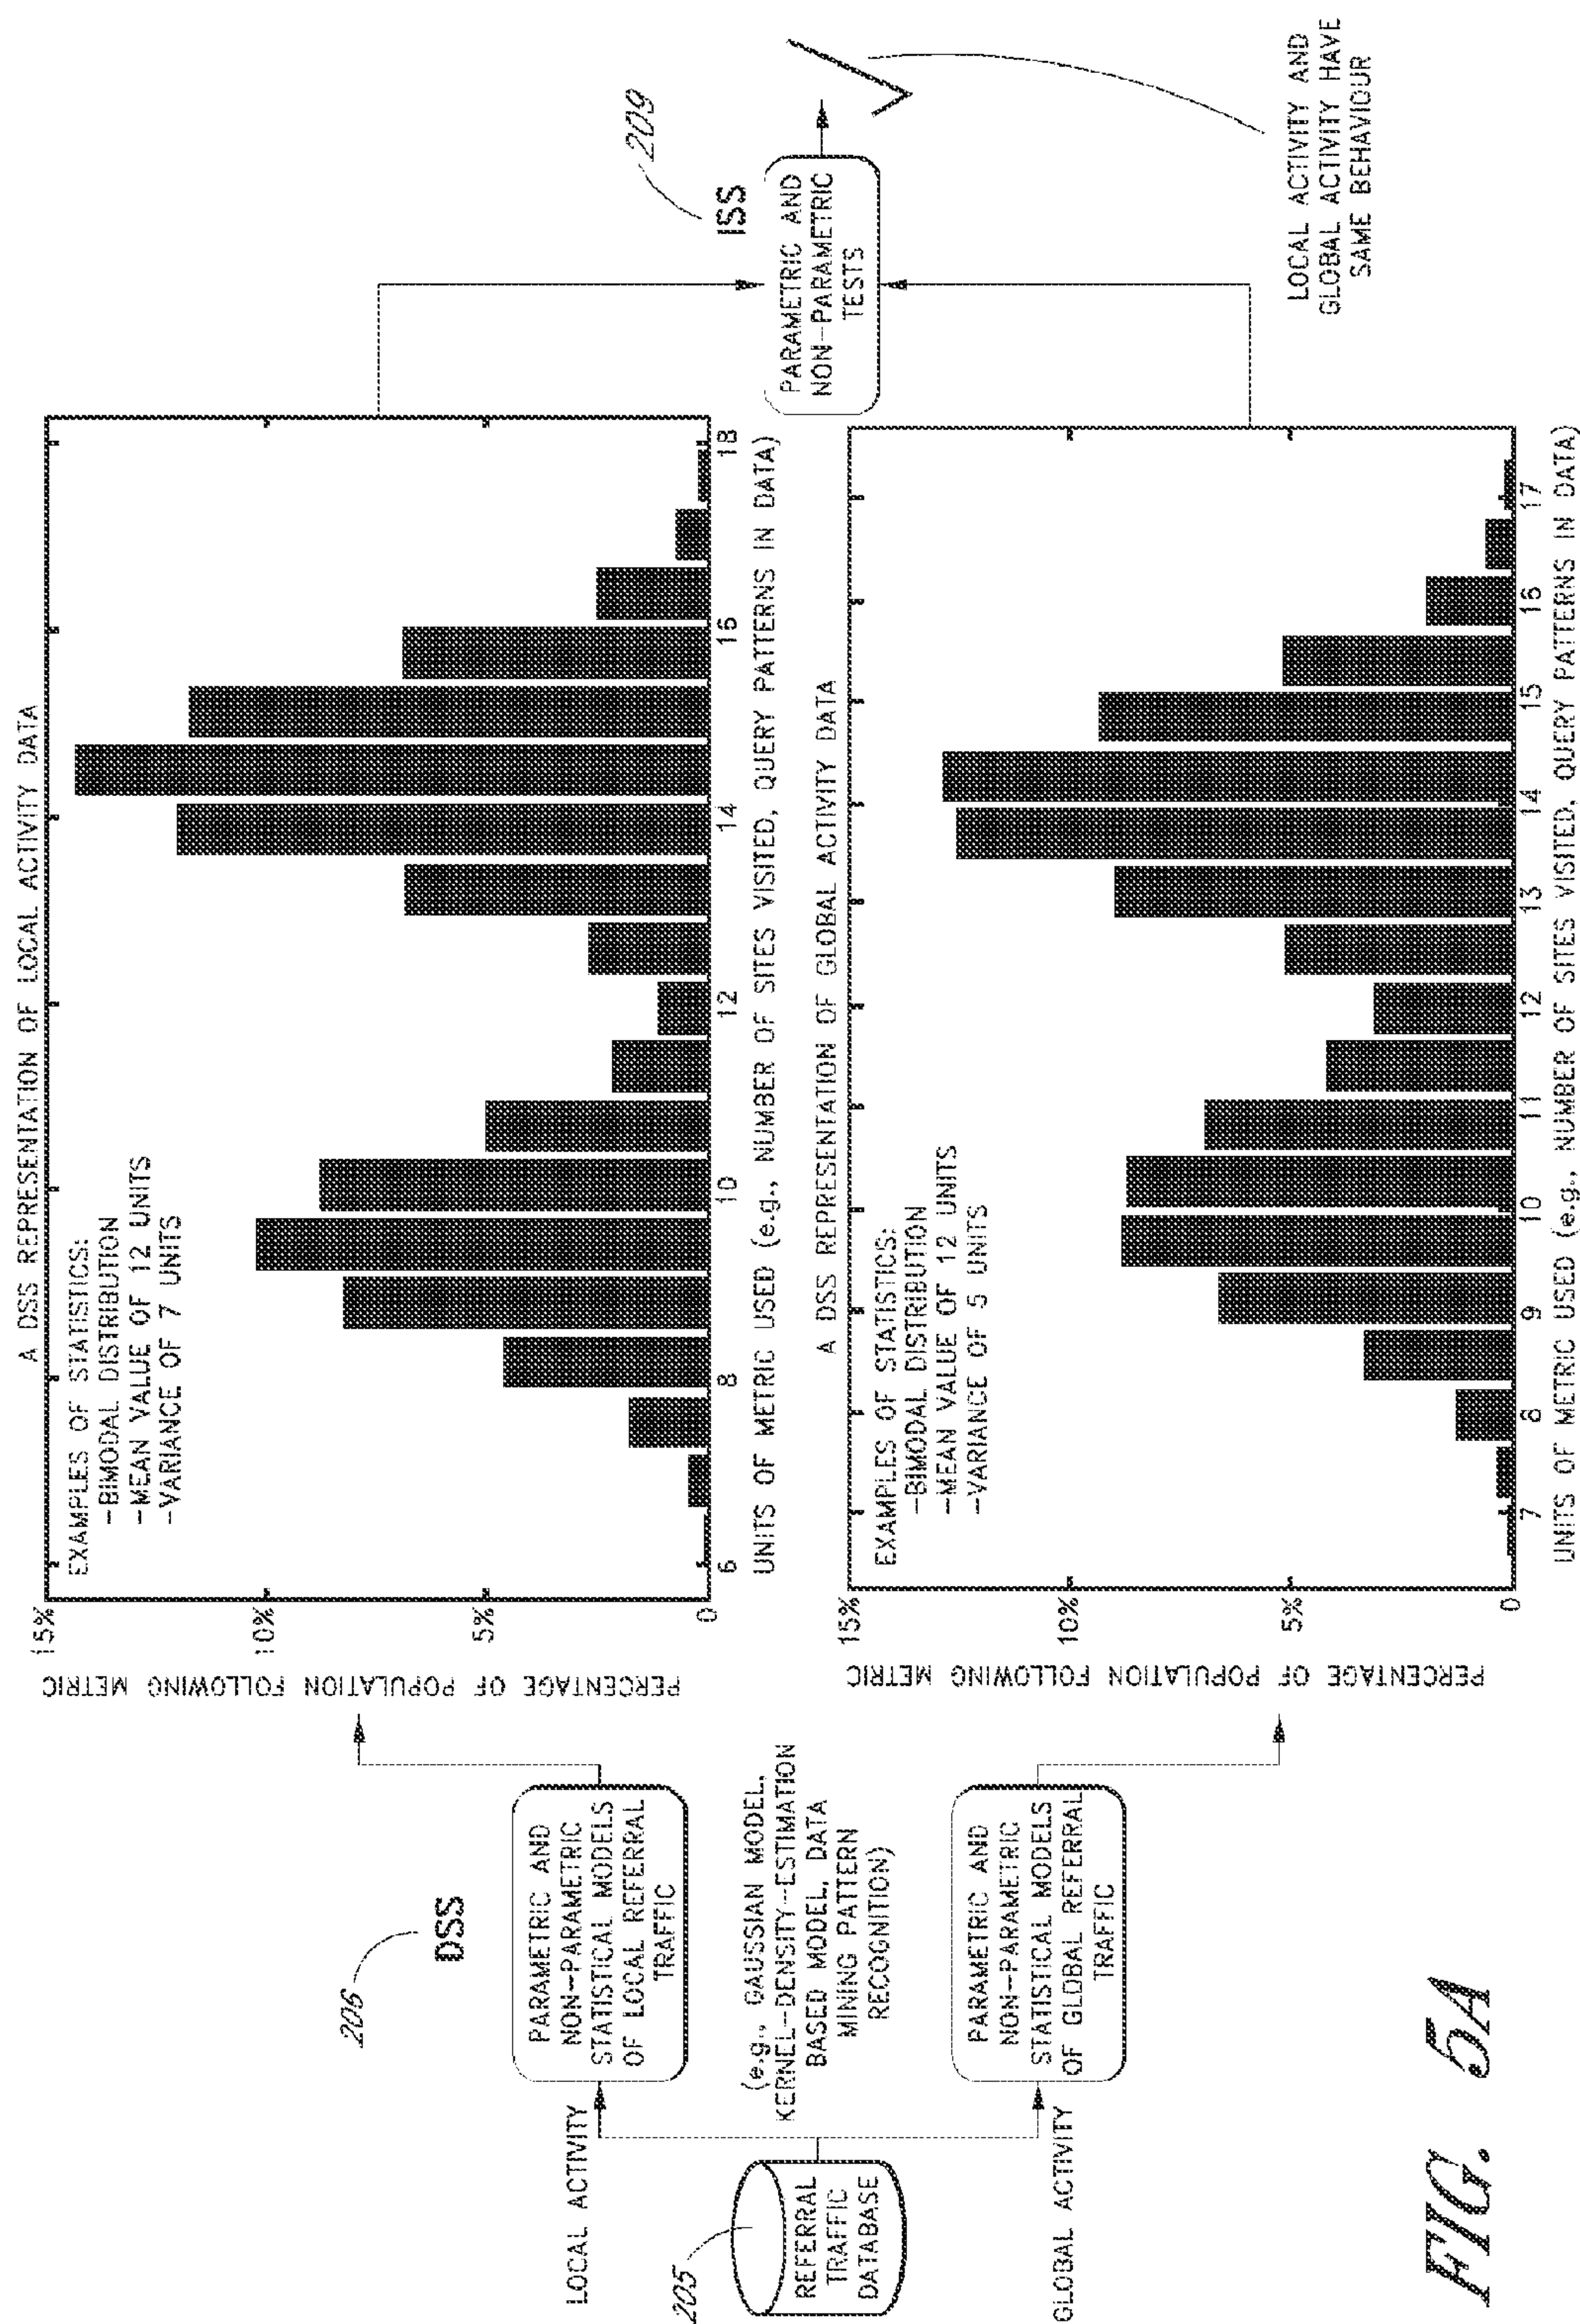 205
REFERRAL
TRAFFIC
DATABASE
LOCAL ACTIVITY
GLOBAL ACTIVITY
206
DSS
PARAMETRIC AND
NON-PARAMETRIC
STATISTICAL MODELS
OF LOCAL REFERRAL
TRAFFIC
(e.g., GAUSSIAN MODEL,
KERNEL-DENSITY-ESTIMATION
BASED MODEL, DATA
MINING PATTERN
RECOGNITION)
PARAMETRIC AND
NON-PARAMETRIC
STATISTICAL MODELS
OF GLOBAL REFERRAL
TRAFFIC
A DSS REPRESENTATION OF LOCAL ACTIVITY DATA
PERCENTAGE OF POPULATION FOLLOWING METRIC
15%
10%
5%
0
EXAMPLES OF STATISTICS:
-BIMODAL DISTRIBUTION
-MEAN VALUE OF 12 UNITS
-VARIANCE OF 7 UNITS
6 8 10 12 14 16 18
UNITS OF METRIC USED (e.g., NUMBER OF SITES VISITED, QUERY PATTERNS IN DATA)
A DSS REPRESENTATION OF GLOBAL ACTIVITY DATA
PERCENTAGE OF POPULATION FOLLOWING METRIC
15%
10%
5%
0
EXAMPLES OF STATISTICS:
-BIMODAL DISTRIBUTION
-MEAN VALUE OF 12 UNITS
-VARIANCE OF 5 UNITS
7 8 9 10 11 12 13 14 15 16 17
UNITS OF METRIC USED (e.g., NUMBER OF SITES VISITED, QUERY PATTERNS IN DATA)
209
ISS
PARAMETRIC AND
NON-PARAMETRIC
TESTS
LOCAL ACTIVITY AND
GLOBAL ACTIVITY HAVE
SAME BEHAVIOUR
FIG. 5A